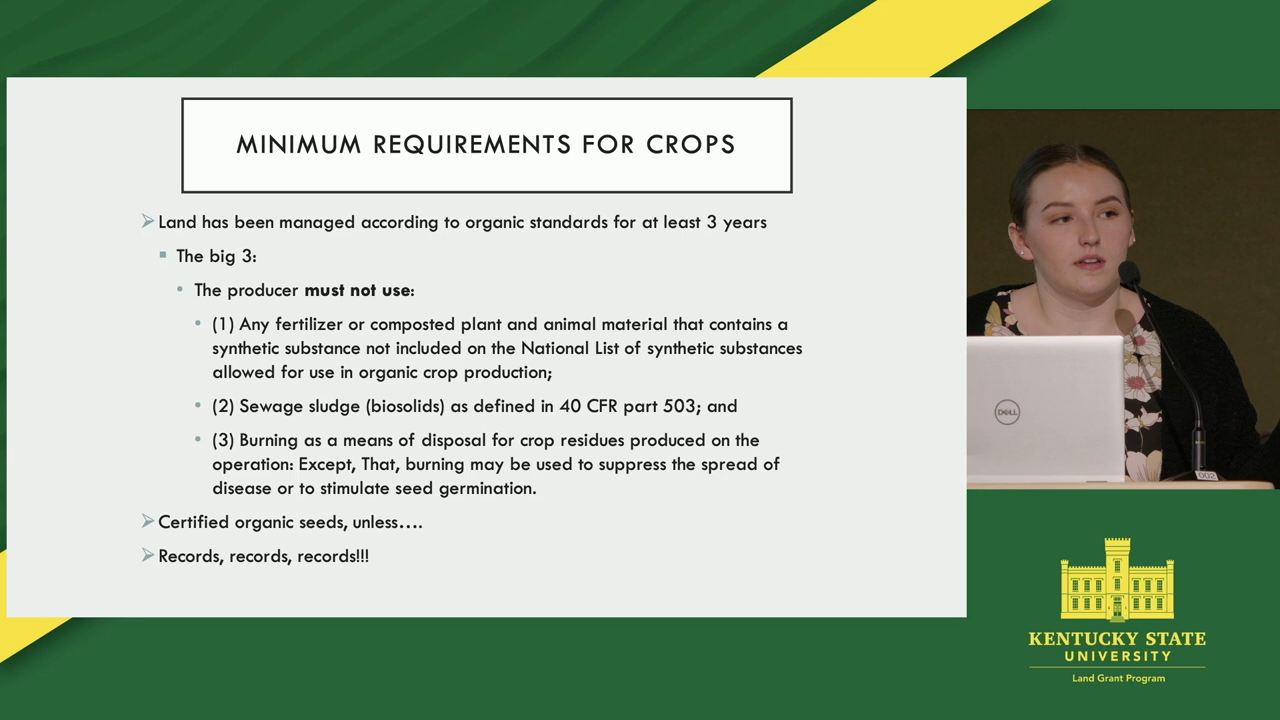 MINIMUM REQUIREMENTS FOR CROPS
Land has been managed according to organic standards for at least 3 years
The big 3:
The producer must not use:
(1) Any fertilizer or composted plant and animal material that contains a
synthetic substance not included on the National List of synthetic substances
allowed for use in organic crop production;
(2) Sewage sludge (biosolids) as defined in 40 CFR part 503; and
(3) Burning as a means of disposal for crop residues produced on the
operation: Except, That, burning may be used to suppress the spread of
disease or to stimulate seed germination.
Certified organic seeds, unless….
Records, records, records!!!
DELL
002
KENTUCKY STATE
UNIVERSITY
Land Grant Program